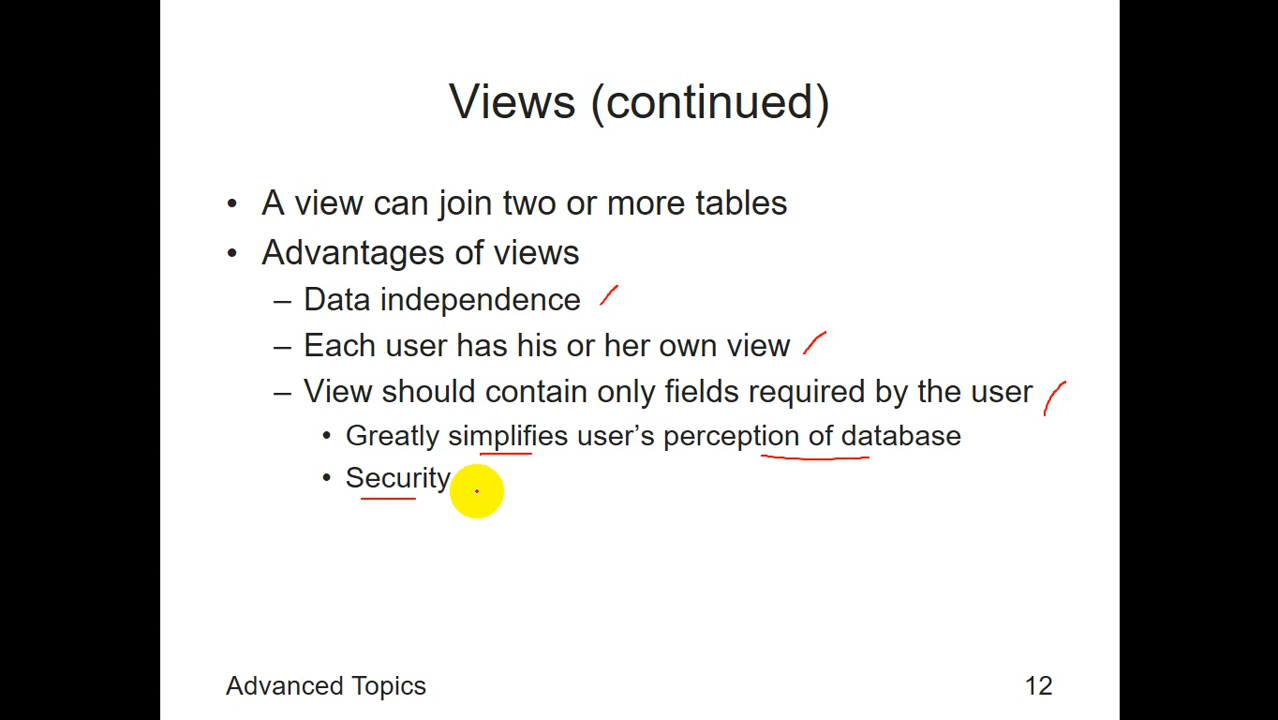 Views (continued)
• A view can join two or more tables
• Advantages of views
– Data independence
– Each user has his or her own view
– View should contain only fields required by the user
• Greatly simplifies user’s perception of database
• Security
Advanced Topics
12